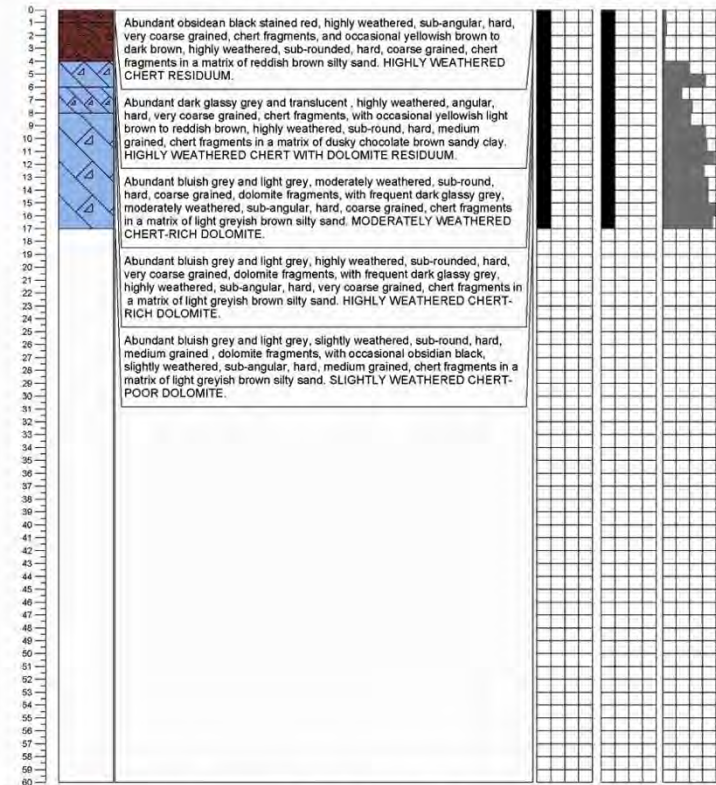 0
1
2
3
4
5
6
7
8
9
10
11
12
13
14
15
16
17
18
19
20
21
22
23
24
25
26
27
28
29
30
31
32
33
34
35
36
37
38
39
40
41
42
43
44
45
46
47
48
49
50
51
52
53
54
55
56
57
58
59
60
Abundant obsidean black stained red, highly weathered, sub-angular, hard,
very coarse grained, chert fragments, and occasional yellowish brown to
dark brown, highly weathered, sub-rounded, hard, coarse grained, chert
fragments in a matrix of reddish brown silty sand. HIGHLY WEATHERED
CHERT RESIDUUM.
Abundant dark glassy grey and translucent , highly weathered, angular,
hard, very coarse grained, chert fragments, with occasional yellowish light
brown to reddish brown, highly weathered, sub-round, hard, medium
grained, chert fragments in a matrix of dusky chocolate brown sandy clay.
HIGHLY WEATHERED CHERT WITH DOLOMITE RESIDUUM.
Abundant bluish grey and light grey, moderately weathered, sub-round,
hard, coarse grained, dolomite fragments, with frequent dark glassy grey,
moderately weathered, sub-angular, hard, coarse grained, chert fragments
in a matrix of light greyish brown silty sand. MODERATELY WEATHERED
CHERT-RICH DOLOMITE.
Abundant bluish grey and light grey, highly weathered, sub-rounded, hard,
very coarse grained, dolomite fragments, with frequent dark glassy grey,
highly weathered, sub-angular, hard, very coarse grained, chert fragments in
a matrix of light greyish brown silty sand. HIGHLY WEATHERED CHERT-
RICH DOLOMITE.
Abundant bluish grey and light grey, slightly weathered, sub-round, hard,
medium grained , dolomite fragments, with occasional obsidian black,
slightly weathered, sub-angular, hard, medium grained, chert fragments in a
matrix of light greyish brown silty sand. SLIGHTLY WEATHERED CHERT-
POOR DOLOMITE.